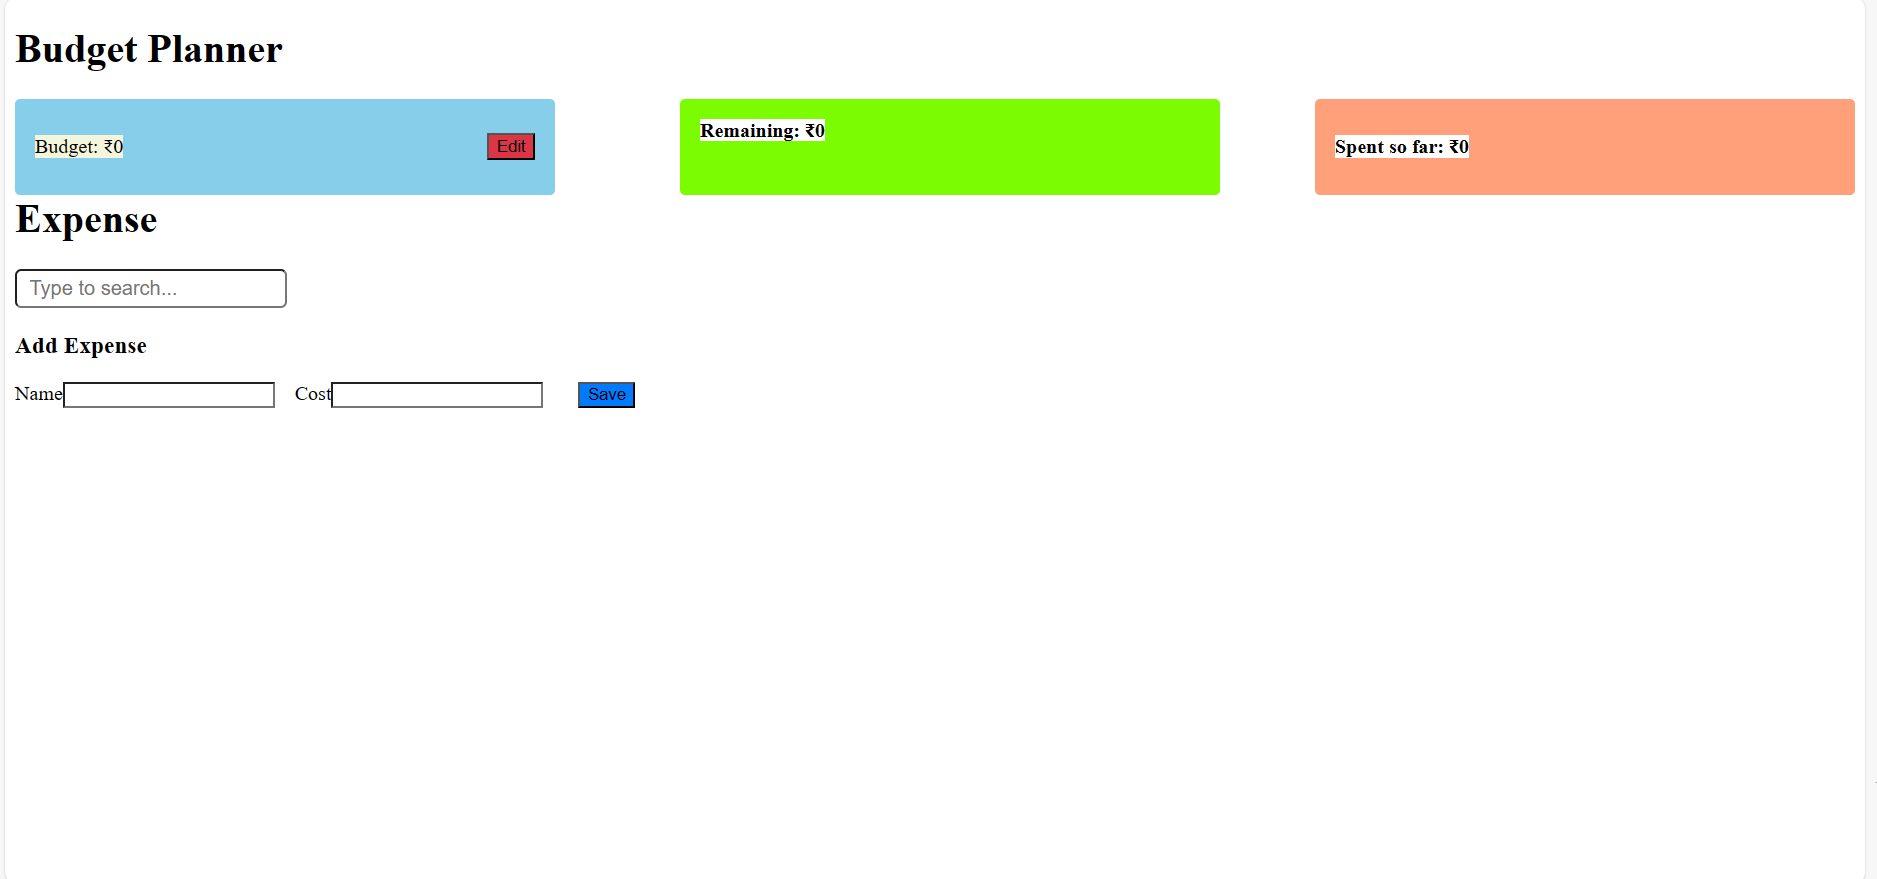 Budget Planner
Budget: ₹0
Edit
Remaining: ₹0
Spent so far: ₹0
Expense
Type to search...
Add Expense
Name
Cost
Save